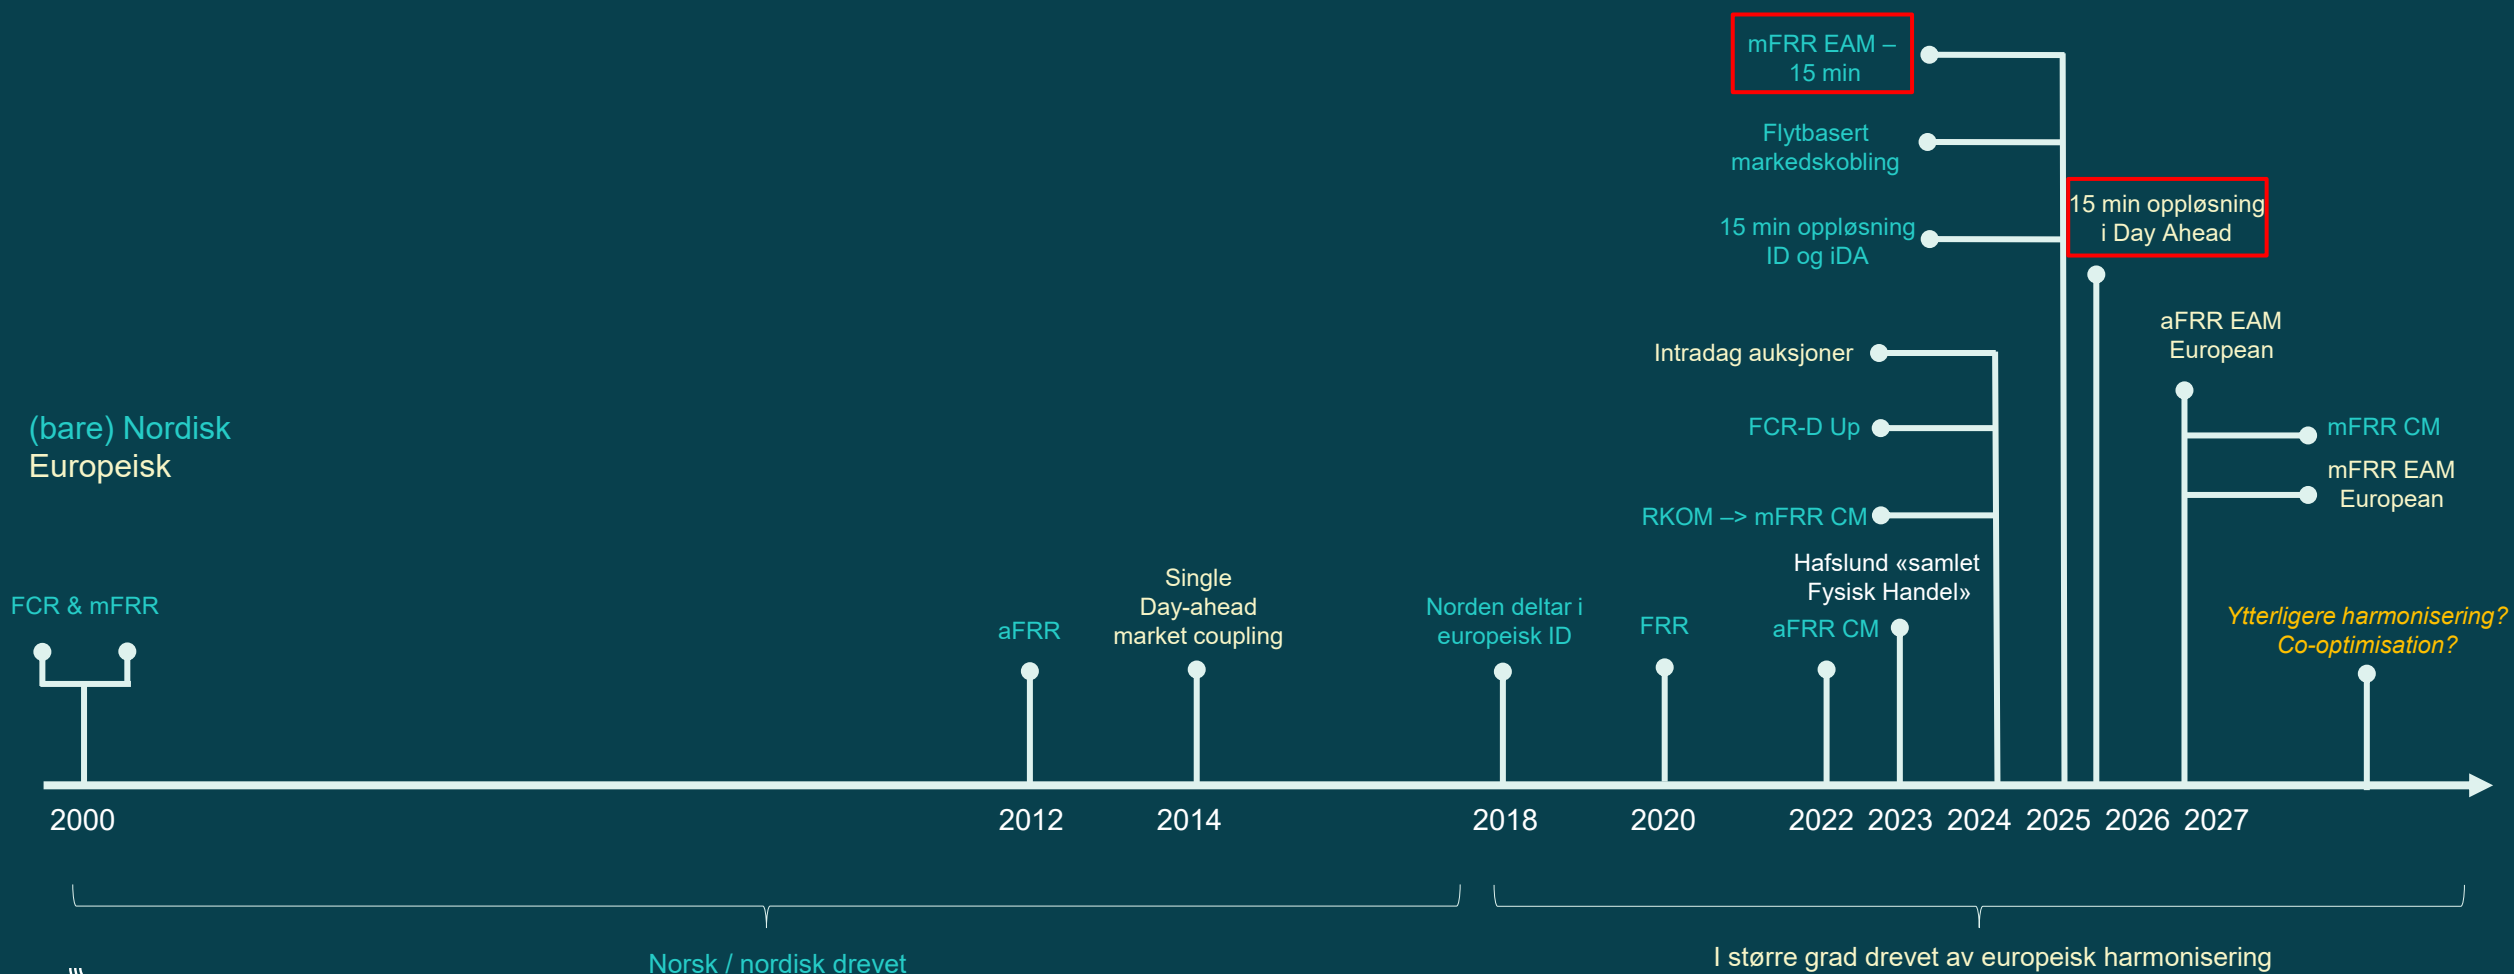 mFRR EAM –
15 min
Flytbasert
markedskobling
15 min oppløsning
ID og iDA
15 min oppløsning
i Day Ahead
Intradag auksjoner
aFRR EAM
European
FCR-D Up
mFRR CM
mFRR EAM
European
(bare) Nordisk
Europeisk
RKOM –> mFRR CM
Hafslund «samlet
Fysisk Handel»
FCR & mFRR
aFRR
Single
Day-ahead
market coupling
Norden deltar i
europeisk ID
FRR
aFRR CM
Ytterligere harmonisering?
Co-optimisation?
2000
2012
2014
2018
2020
2022
2023
2024
2025
2026
2027
Norsk / nordisk drevet
I større grad drevet av europeisk harmonisering